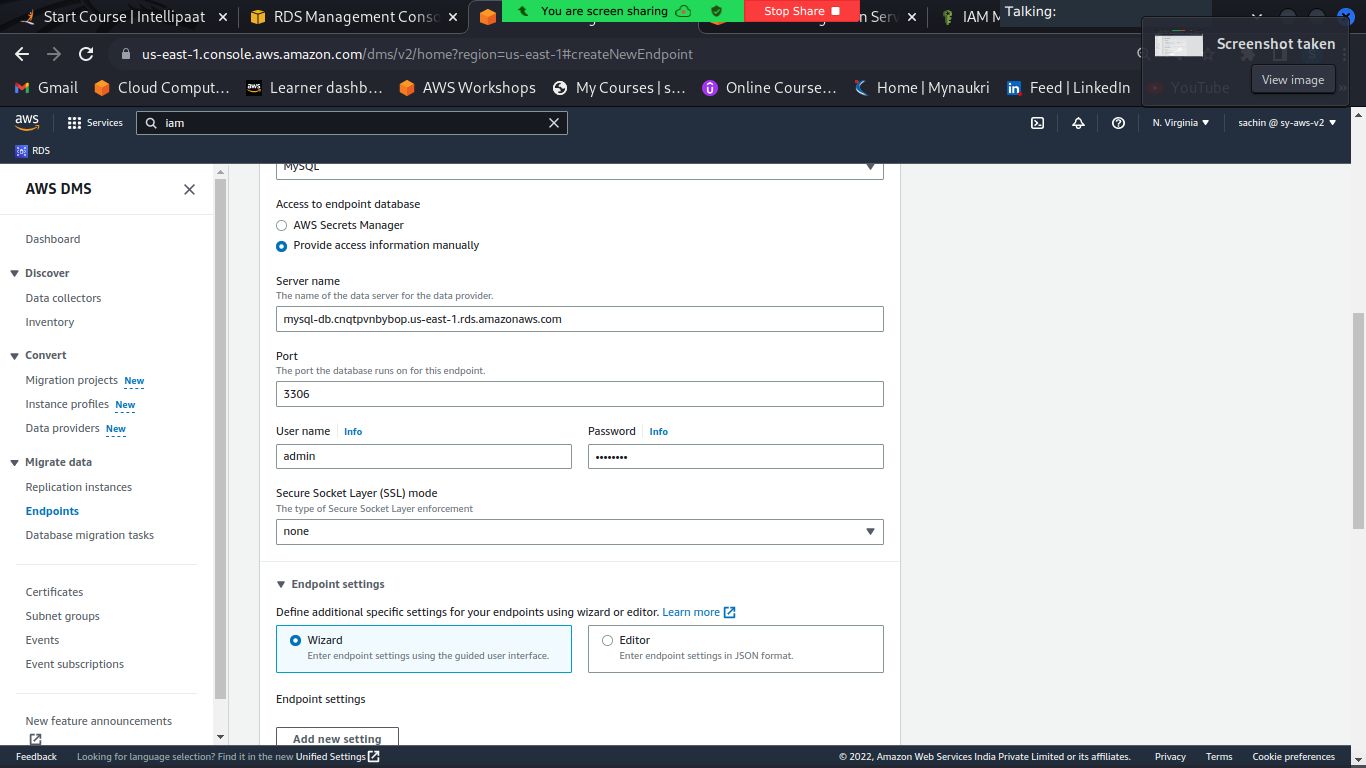 Start Course | Intellipaat
RDS Management Conso
You are screen sharing
Stop Share
n Serv
IAM M
Talking:
Screenshot taken
View image
us-east-1.console.aws.amazon.com/dms/v2/home?region=us-east-1#createNewEndpoint
Gmail
Cloud Comput…
aws
Learner dashb…
AWS Workshops
My Courses | s…
Online Course…
Home | Mynaukri
Feed | LinkedIn
YouTube
aws
Services
iam
N. Virginia
sachin @ sy-aws-v2
RDS
AWS DMS
Dashboard
Discover
Data collectors
Inventory
Convert
Migration projects New
Instance profiles New
Data providers New
Migrate data
Replication instances
Endpoints
Database migration tasks
Certificates
Subnet groups
Events
Event subscriptions
New feature announcements
MySQL
Access to endpoint database
AWS Secrets Manager
Provide access information manually
Server name
The name of the data server for the data provider.
mysql-db.cnqtpvnbybop.us-east-1.rds.amazonaws.com
Port
The port the database runs on for this endpoint.
3306
User name Info
Password Info
admin
••••••••
Secure Socket Layer (SSL) mode
The type of Secure Socket Layer enforcement
none
Endpoint settings
Define additional specific settings for your endpoints using wizard or editor. Learn more
Wizard
Enter endpoint settings using the guided user interface.
Editor
Enter endpoint settings in JSON format.
Endpoint settings
Add new setting
Feedback
Looking for language selection? Find it in the new Unified Settings
© 2022, Amazon Web Services India Private Limited or its affiliates.
Privacy
Terms
Cookie preferences